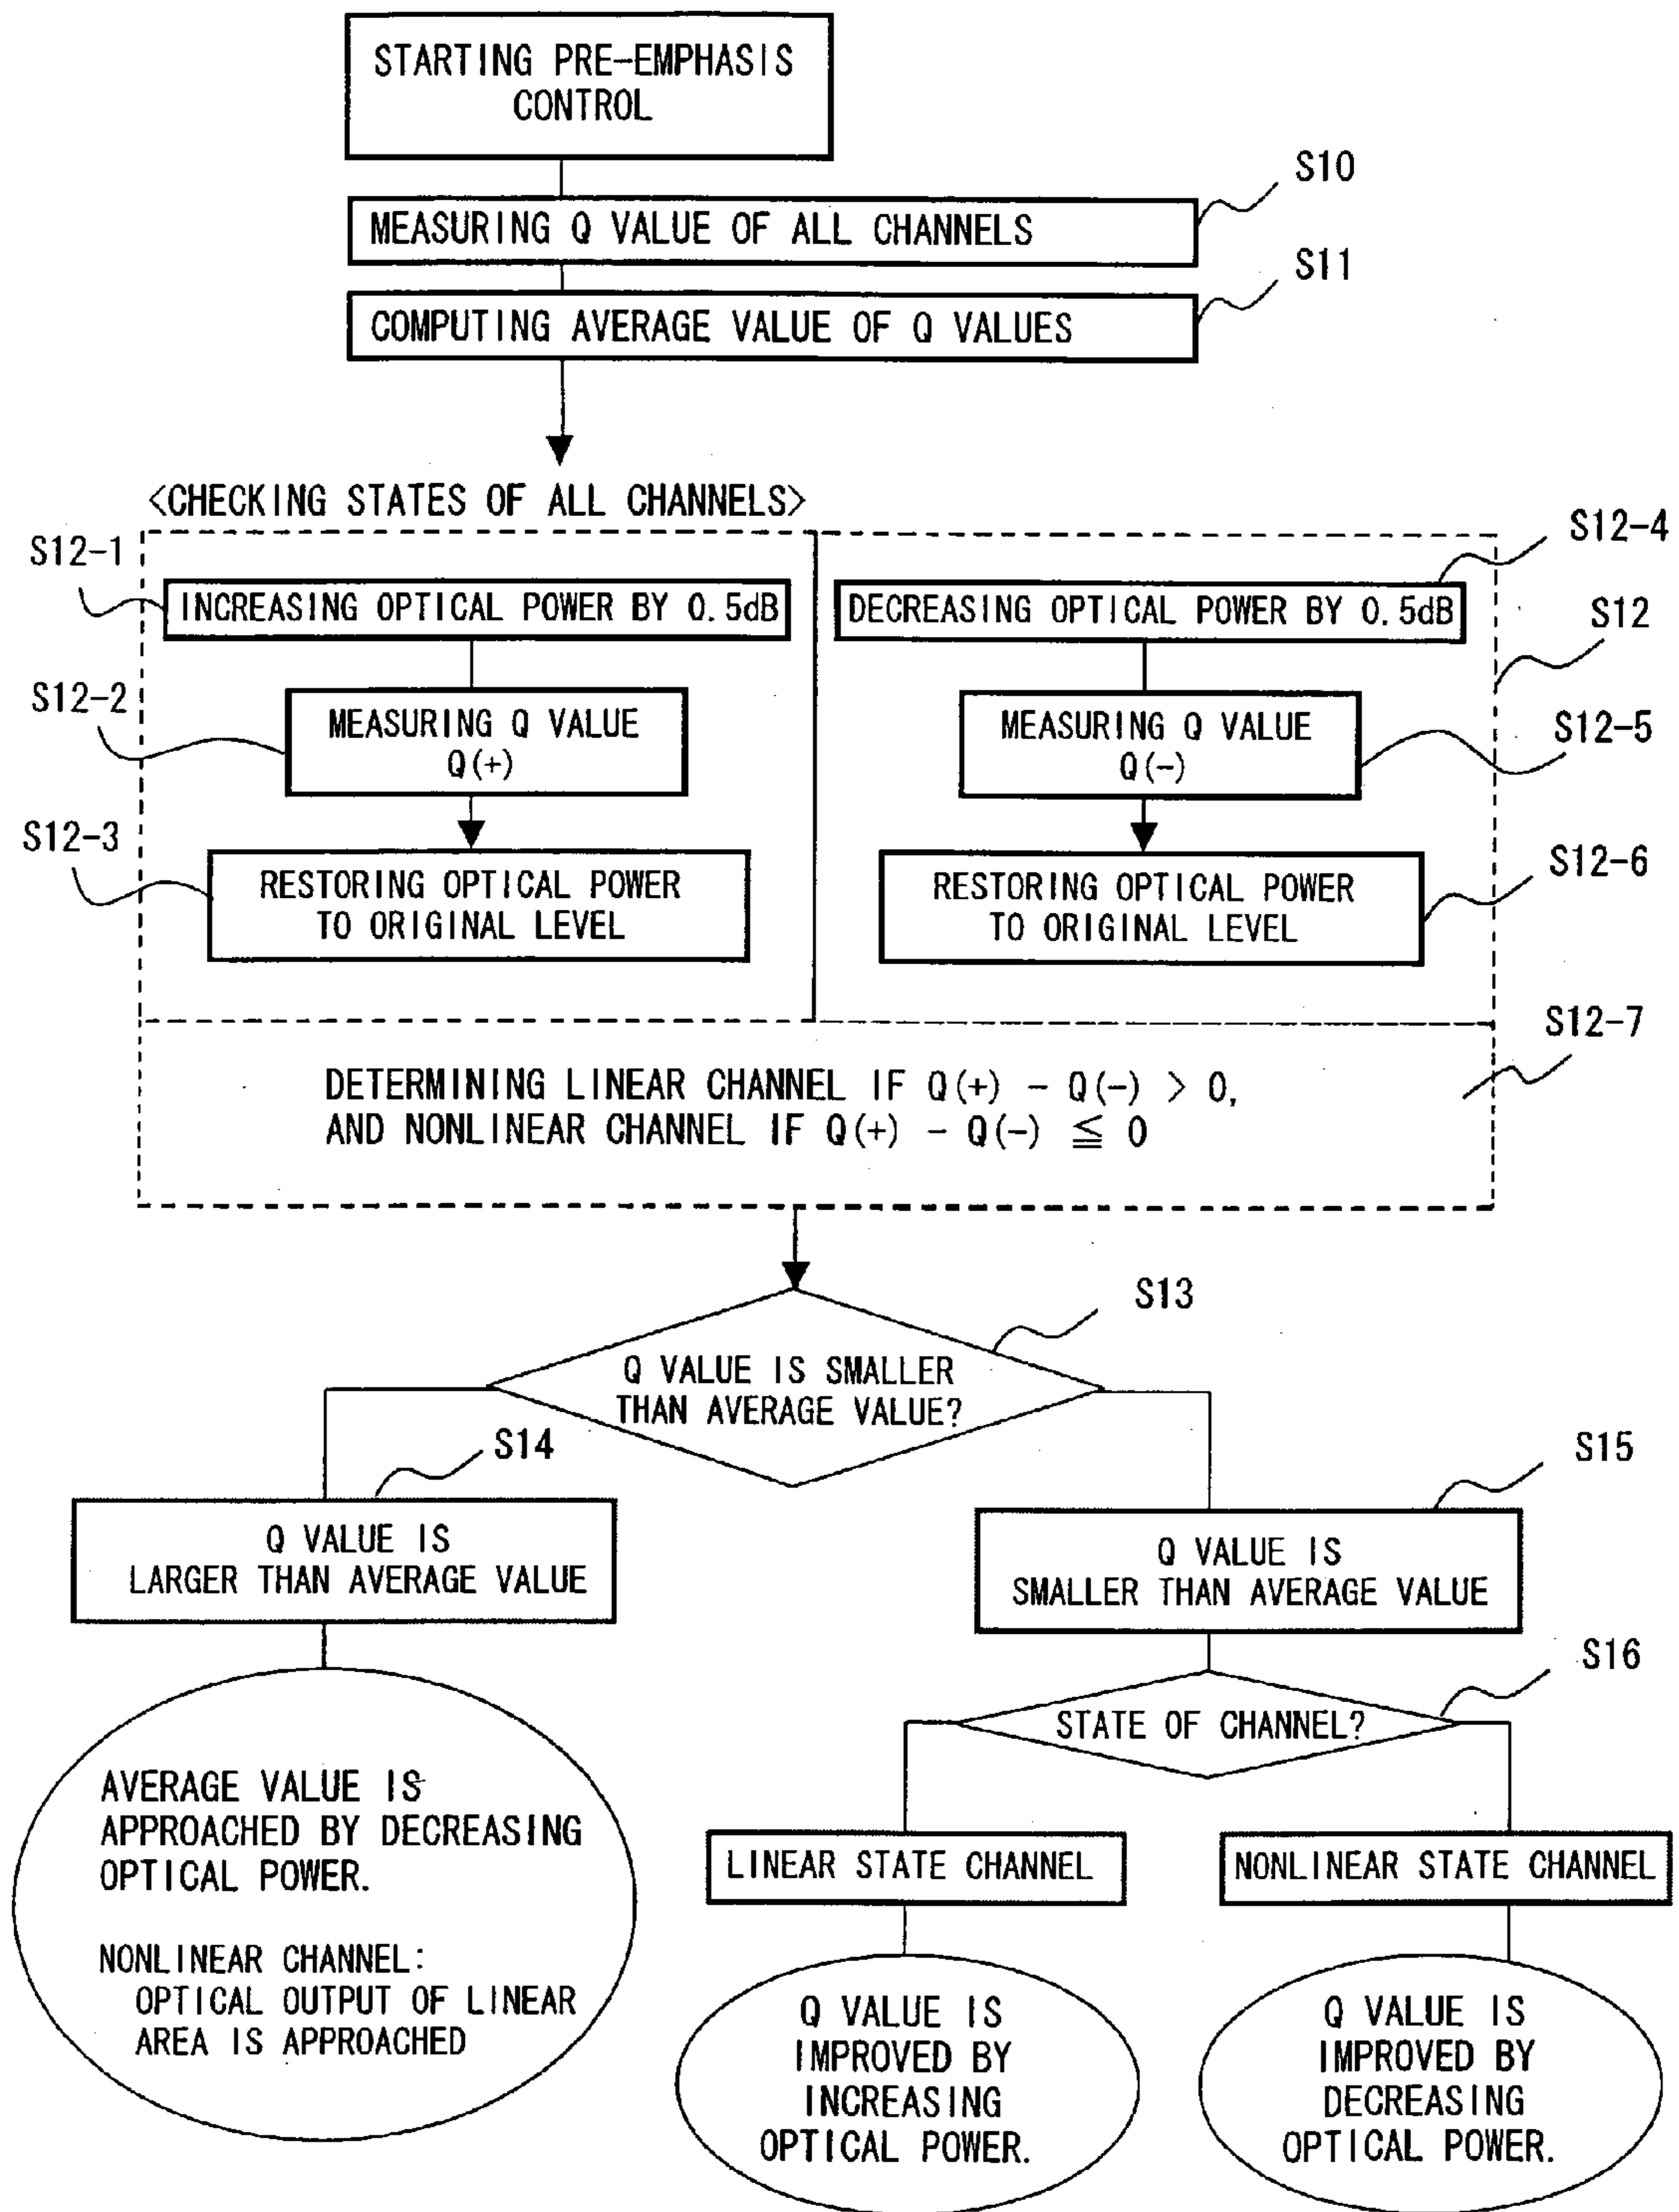 STARTING PRE-EMPHASIS
CONTROL
S10
MEASURING Q VALUE OF ALL CHANNELS
S11
COMPUTING AVERAGE VALUE OF Q VALUES
<CHECKING STATES OF ALL CHANNELS>
S12-1
INCREASING OPTICAL POWER BY 0.5dB
S12-2
MEASURING Q VALUE
Q(+)
S12-3
RESTORING OPTICAL POWER
TO ORIGINAL LEVEL
S12-4
DECREASING OPTICAL POWER BY 0.5dB
S12
MEASURING Q VALUE
Q(-)
S12-5
RESTORING OPTICAL POWER
TO ORIGINAL LEVEL
S12-6
S12-7
DETERMINING LINEAR CHANNEL IF Q(+) - Q(-) > 0,
AND NONLINEAR CHANNEL IF Q(+) - Q(-) ≦ 0
S13
Q VALUE IS SMALLER
THAN AVERAGE VALUE?
S14
Q VALUE IS
LARGER THAN AVERAGE VALUE
AVERAGE VALUE IS
APPROACHED BY DECREASING
OPTICAL POWER.
NONLINEAR CHANNEL:
OPTICAL OUTPUT OF LINEAR
AREA IS APPROACHED
S15
Q VALUE IS
SMALLER THAN AVERAGE VALUE
S16
STATE OF CHANNEL?
LINEAR STATE CHANNEL
Q VALUE IS
IMPROVED BY
INCREASING
OPTICAL POWER.
NONLINEAR STATE CHANNEL
Q VALUE IS
IMPROVED BY
DECREASING
OPTICAL POWER.